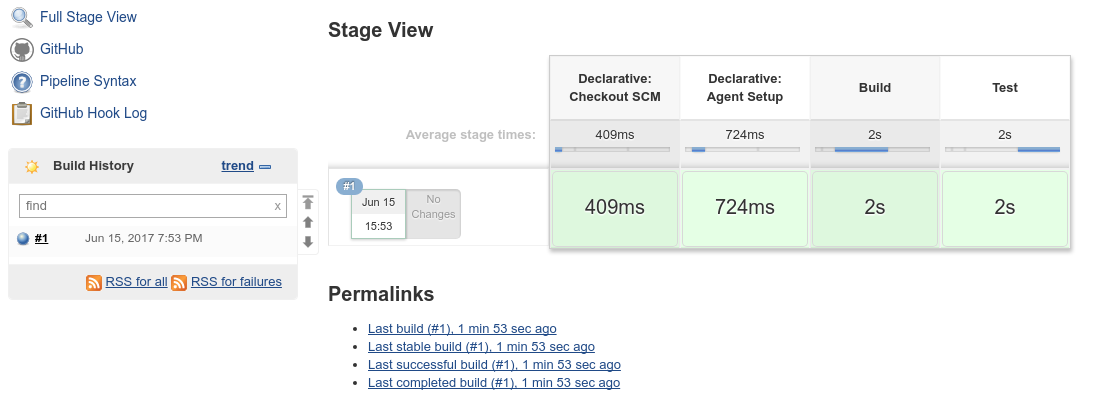 Full Stage View
GitHub
Pipeline Syntax
GitHub Hook Log
Build History
trend
find
x
#1
Jun 15, 2017 7:53 PM
RSS for all
RSS for failures
Stage View
Declarative:
Checkout SCM
Declarative:
Agent Setup
Build
Test
Average stage times:
409ms
724ms
2s
2s
#1
Jun 15
15:53
No
Changes
409ms
724ms
2s
2s
Permalinks
Last build (#1), 1 min 53 sec ago
Last stable build (#1), 1 min 53 sec ago
Last successful build (#1), 1 min 53 sec ago
Last completed build (#1), 1 min 53 sec ago